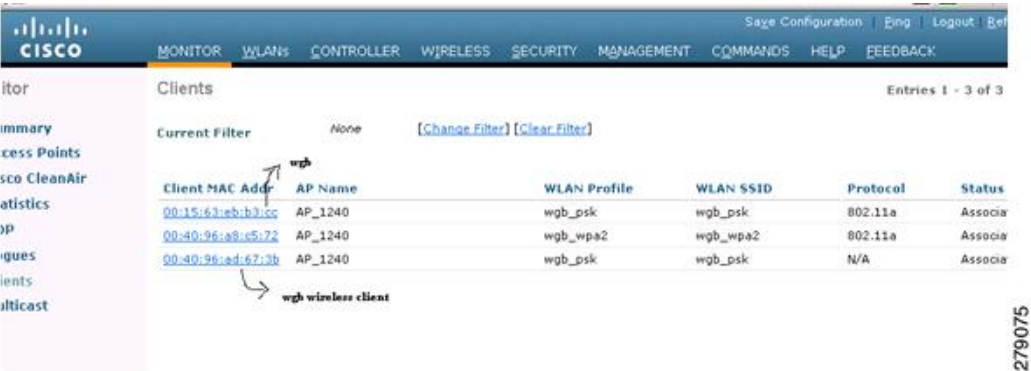 Save Configuration Ping Logout Ref
CISCO
MONITOR WLANs CONTROLLER WIRELESS SECURITY MANAGEMENT COMMANDS HELP FEEDBACK
itor
Clients
Entries 1 - 3 of 3
mmary
Current Filter None [Change Filter] [Clear Filter]
cess Points
wgb
sco CleanAir
Client MAC Addr AP Name WLAN Profile WLAN SSID Protocol Status
atistics
00:15:63:eb:b3:cc AP_1240 wgb_psk wgb_psk 802.11a Associa
DP
00:40:96:a8:c5:72 AP_1240 wgb_wpa2 wgb_wpa2 802.11a Associa
gues
00:40:96:ad:67:3b AP_1240 wgb_psk wgb_psk N/A Associa
ients
wgb wireless client
ulticast
279075